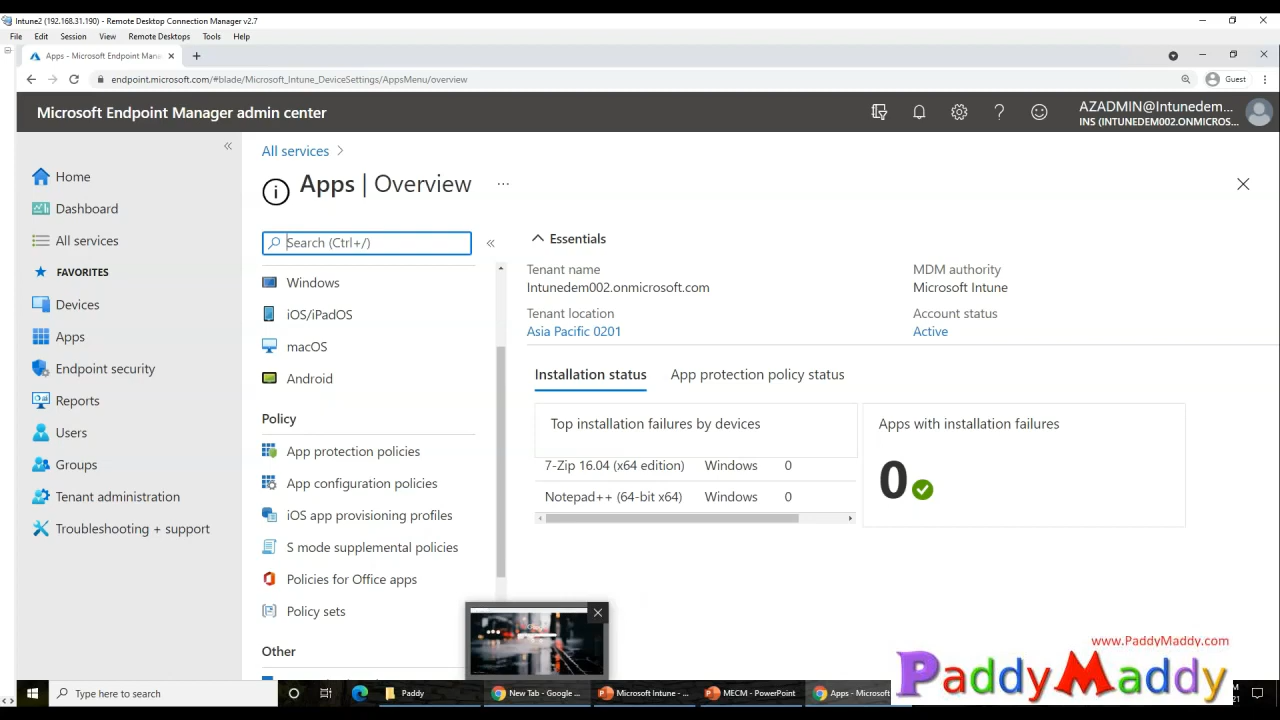 Intune2 (192.168.31.190) - Remote Desktop Connection Manager v2.7
File Edit Session View Remote Desktops Tools Help
Apps - Microsoft Endpoint Mana
endpoint.microsoft.com/#blade/Microsoft_Intune_DeviceSettings/AppsMenu/overview
Guest
Microsoft Endpoint Manager admin center
AZADMIN@Intunedem...
INS (INTUNEDEM002.ONMICROS...
Home
Dashboard
All services
FAVORITES
Devices
Apps
Endpoint security
Reports
Users
Groups
Tenant administration
Troubleshooting + support
All services >
Apps | Overview
...
Search (Ctrl+/)
Windows
iOS/iPadOS
macOS
Android
Policy
App protection policies
App configuration policies
iOS app provisioning profiles
S mode supplemental policies
Policies for Office apps
Policy sets
Other
Essentials
Tenant name
Intunedem002.onmicrosoft.com
Tenant location
Asia Pacific 0201
MDM authority
Microsoft Intune
Account status
Active
Installation status App protection policy status
Top installation failures by devices
7-Zip 16.04 (x64 edition) Windows 0
Notepad++ (64-bit x64) Windows 0
Apps with installation failures
0
www.PaddyMaddy.com
PaddyMaddy
Type here to search
Paddy
New Tab - Google ...
Microsoft Intune - ...
MECM - PowerPoint
Apps - Microsoft